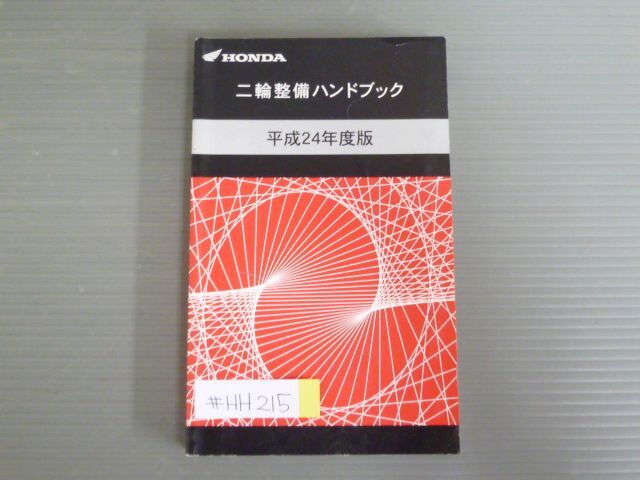 HONDA
二輪整備ハンドブック
平成24年度版
#HH215